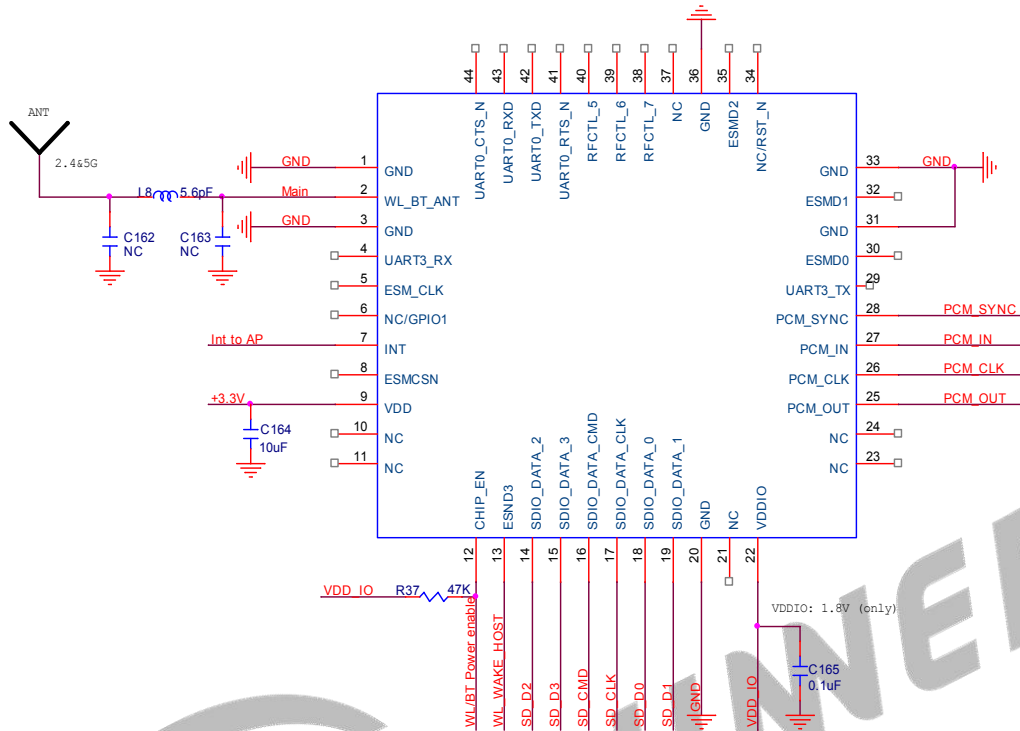 44
43
42
41
40
39
38
37
36
35
34
UART0_CTS_N
UART0_RXD
UART0_TXD
UART0_RTS_N
RFCTL_5
RFCTL_6
RFCTL_7
NC
GND
ESMD2
NC/RST_N
ANT
2.4&5G
L8 5.6pF
C162
NC
C163
NC
GND 1 GND
Main 2 WL_BT_ANT
GND 3 GND
4 UART3_RX
5 ESM_CLK
6 NC/GPIO1
Int to AP 7 INT
8 ESMCSN
+3.3V 9 VDD
C164
10uF
10 NC
11 NC
GND 33 GND
ESMD1 32
GND 31
ESMD0 30
UART3_TX 29
PCM_SYNC 28 PCM_SYNC
PCM_IN 27 PCM_IN
PCM_CLK 26 PCM_CLK
PCM_OUT 25 PCM_OUT
NC 24
NC 23
CHIP_EN
ESND3
SDIO_DATA_2
SDIO_DATA_3
SDIO_DATA_CMD
SDIO_DATA_CLK
SDIO_DATA_0
SDIO_DATA_1
GND
NC
VDDIO
12
13
14
15
16
17
18
19
20
21
22
VDD_IO R37 47K
WL/BT Power enable
WL_WAKE_HOST
SD_D2
SD_D3
SD_CMD
SD_CLK
SD_D0
SD_D1
GND
VDD_IO
VDDIO: 1.8V (only)
C165
0.1uF